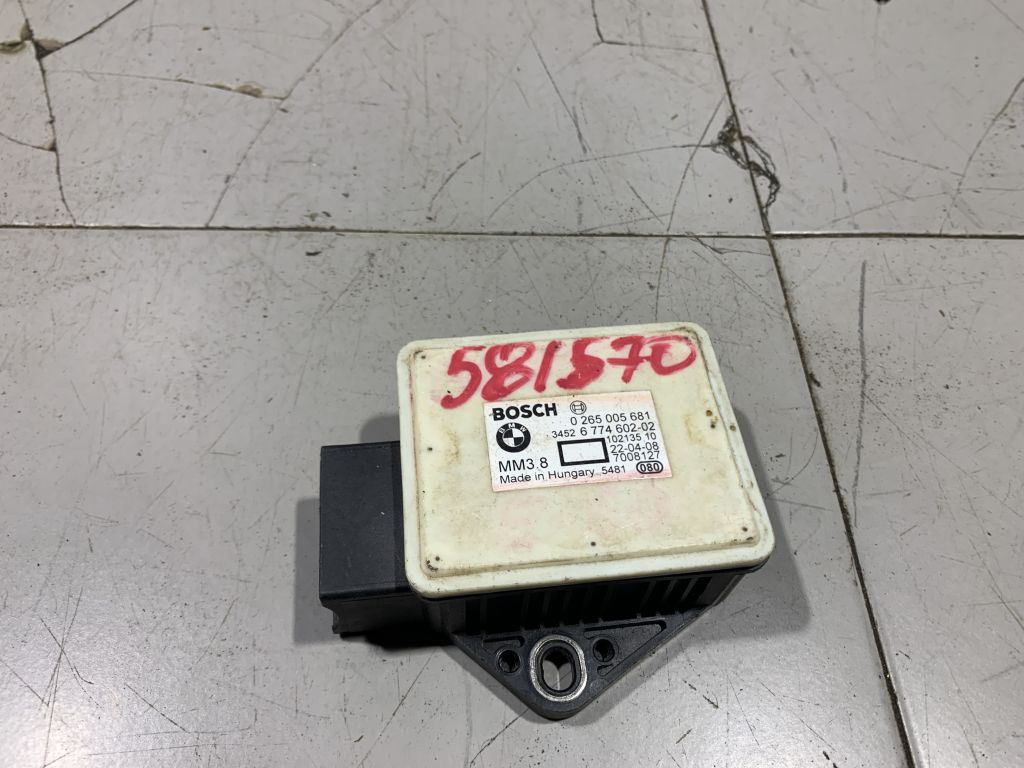 581570
BOSCH
0 265 005 681
BMW
3452 6 774 602-02
102135 10
22-04-08
MM3.8
7008127
Made in Hungary 5481 080